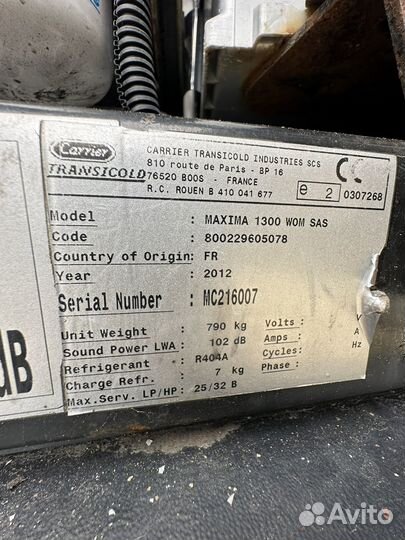 Carrier
TRANSICOLD
CARRIER TRANSICOLD INDUSTRIES SCS
810 route de Paris - BP 16
76520 BOOS - FRANCE
R.C. ROUEN B 410 041 677
CE
e 2 0307268
Model : MAXIMA 1300 WOM SAS
Code : 800229605078
Country of Origin: FR
Year : 2012
Serial Number : MC216007
Unit Weight : 790 kg Volts : V
Sound Power LWA : 102 dB Amps : A
Refrigerant : R404A Cycles: Hz
Charge Refr. : 7 kg Phase :
Max.Serv. LP/HP: 25/32 B
dB
Avito